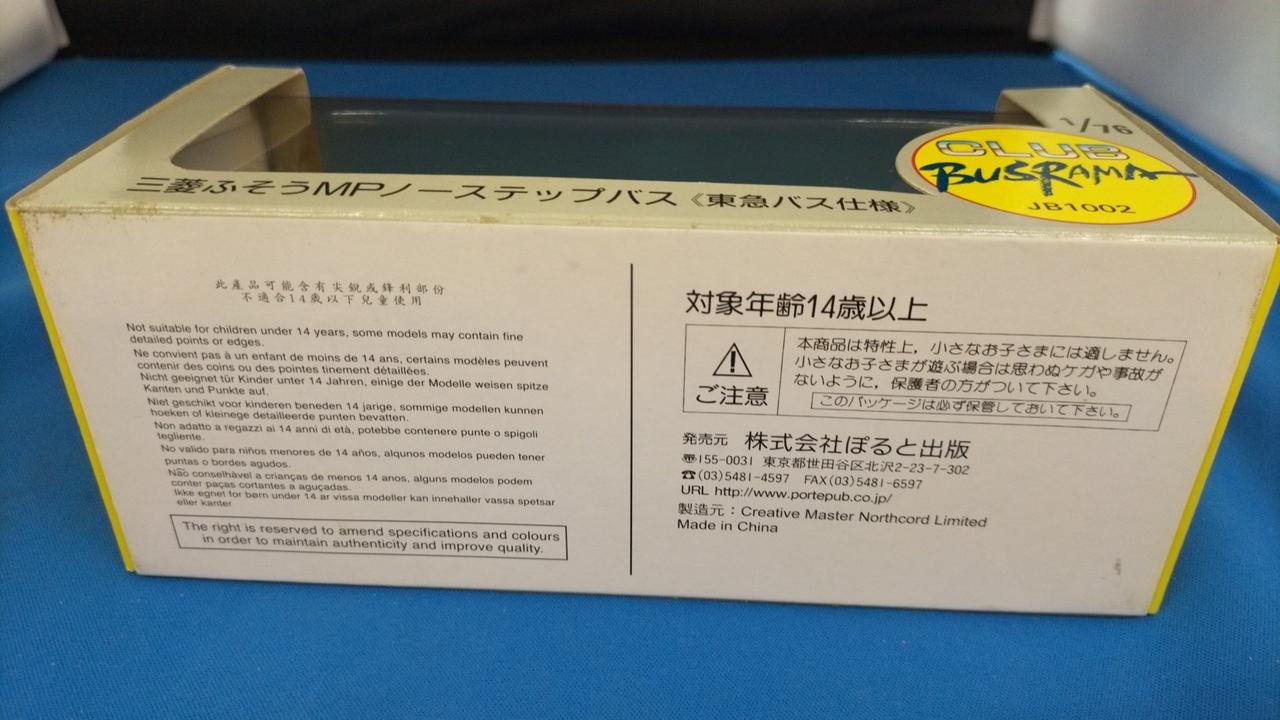 1/76
CLUB
BUSRAMA
JB1002
三菱ふそうMPノーステップバス《東急バス仕様》
此產品可能含有尖銳或鋒利部份
不適合14歲以下兒童使用
Not suitable for children under 14 years, some models may contain fine
detailed points or edges.
Ne convient pas à un enfant de moins de 14 ans, certains modèles peuvent
contenir des coins ou des pointes tinement détaillées.
Nicht geeignet für Kinder unter 14 Jahren, einige der Modelle weisen spitze
Kanten und Punkte auf.
Niet geschikt voor kinderen beneden 14 jarige, sommige modellen kunnen
hoeken of kleinege detailleerde punten bevatten.
Non adatto a regazzi ai 14 anni di età, potebbe contenere punte o spigoli
tegliente.
No valido para niños menores de 14 años, alqunos modelos pueden tener
puntas o bordes agudos.
Não conselhável a crianças de menos 14 anos, alguns modelos podem
conter paças cortantes a aguçadas.
Ikke egnet for børn under 14 ar vissa modeller kan innehaller vassa spetsar
eller kanter
The right is reserved to amend specifications and colours
in order to maintain authenticity and improve quality.
対象年齢14歳以上
ご注意
本商品は特性上，小さなお子さまには適しません。
小さなお子さまが遊ぶ場合は思わぬケガや事故が
ないように，保護者の方がついて下さい。
このパッケージは必ず保管しておいて下さい。
発売元 株式会社ぽると出版
〠155-0031 東京都世田谷区北沢2-23-7-302
☎(03)5481-4597 FAX(03)5481-6597
URL http://www.portepub.co.jp/
製造元：Creative Master Northcord Limited
Made in China